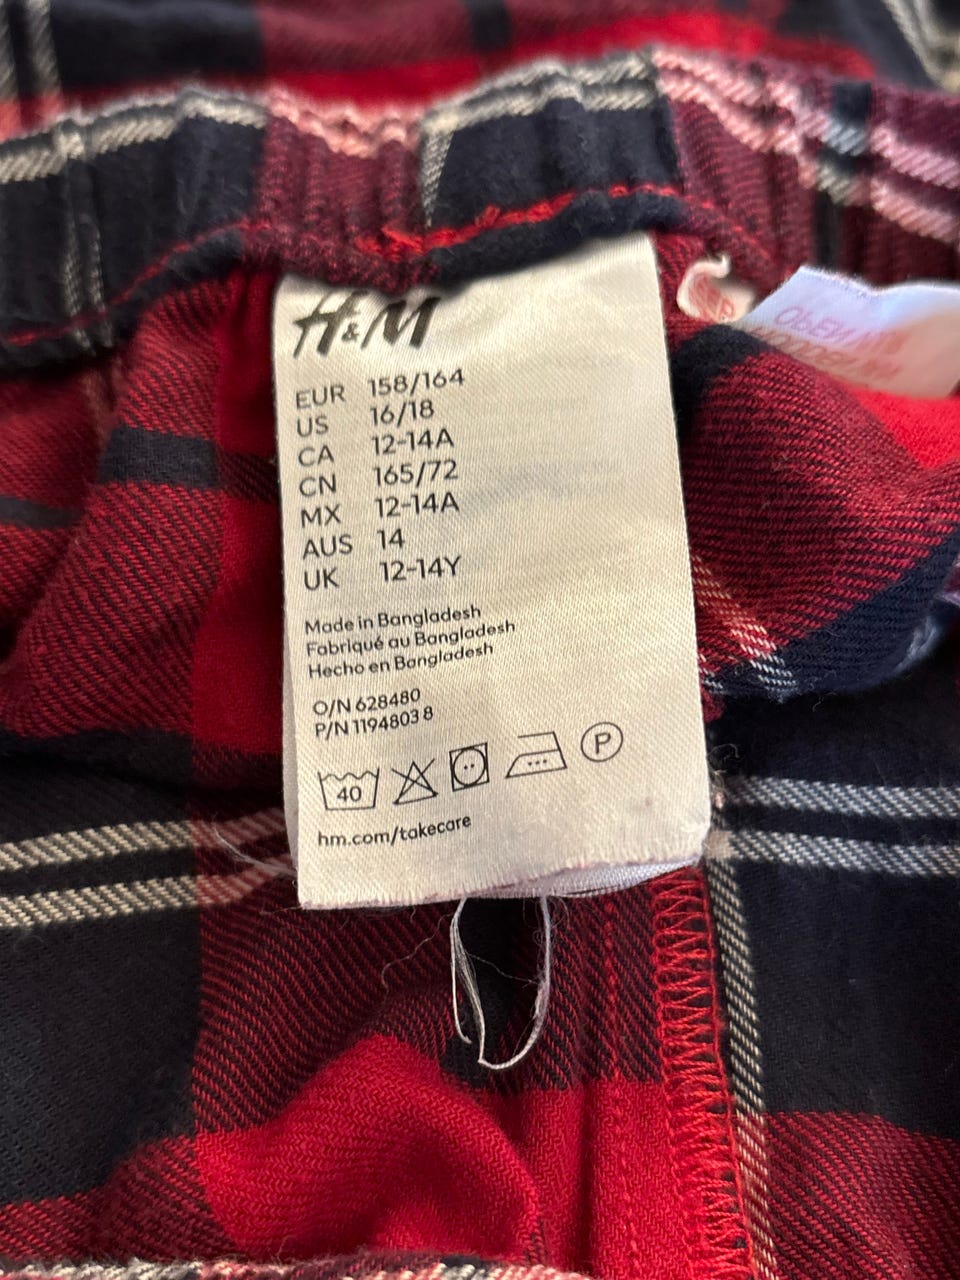 H&M
EUR 158/164
US 16/18
CA 12-14A
CN 165/72
MX 12-14A
AUS 14
UK 12-14Y
Made in Bangladesh
Fabriqué au Bangladesh
Hecho en Bangladesh
O/N 628480
P/N 1194803 8
40
P
hm.com/takecare